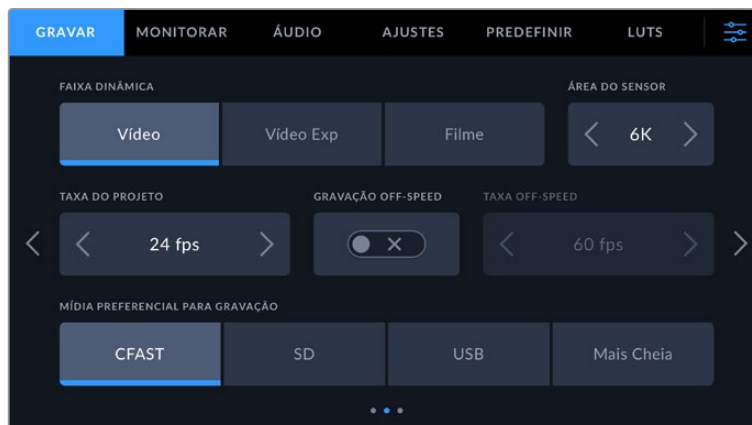 GRAVAR MONITORAR ÁUDIO AJUSTES PREDEFINIR LUTS
FAIXA DINÂMICA ÁREA DO SENSOR
Vídeo Vídeo Exp Filme 6K
TAXA DO PROJETO GRAVAÇÃO OFF-SPEED TAXA OFF-SPEED
24 fps 60 fps
MÍDIA PREFERENCIAL PARA GRAVAÇÃO
CFAST SD USB Mais Cheia